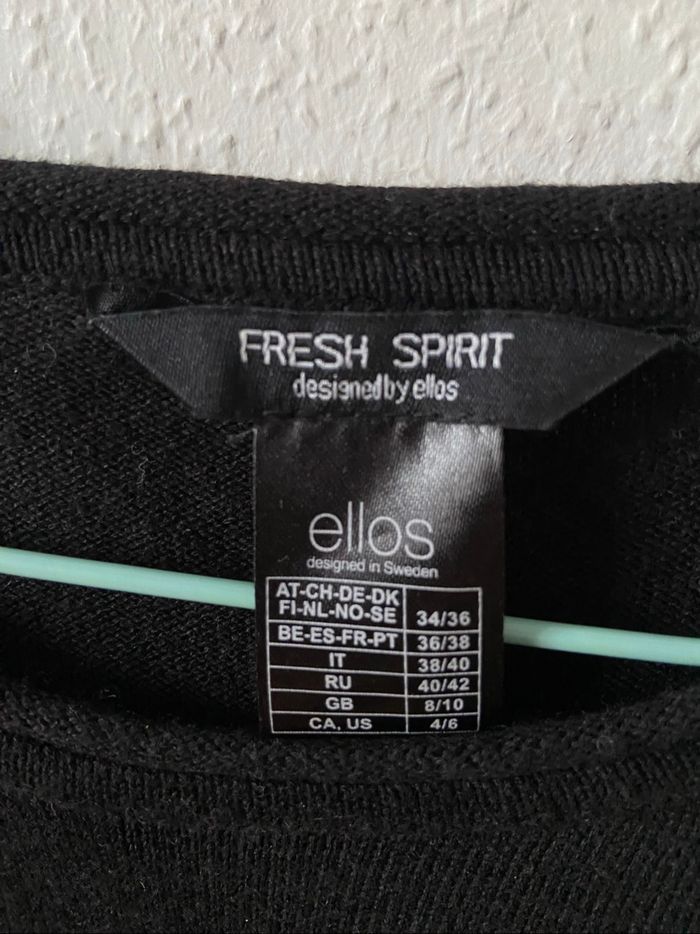 FRESH SPIRIT
designed by ellos
ellos
designed in Sweden
AT-CH-DE-DK
FI-NL-NO-SE 34/36
BE-ES-FR-PT 36/38
IT 38/40
RU 40/42
GB 8/10
CA, US 4/6